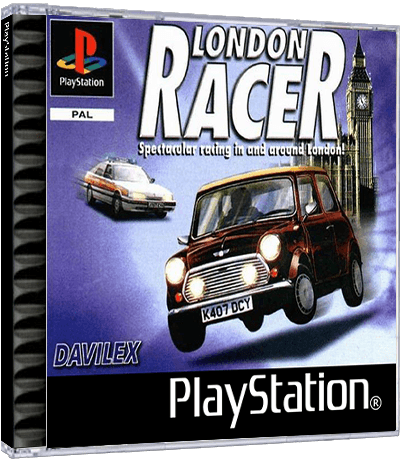 PlayStation
PlayStation
PAL
LONDON
RACER
Spectacular racing in and around London!
K407 DCY
DAVILEX
PlayStation®